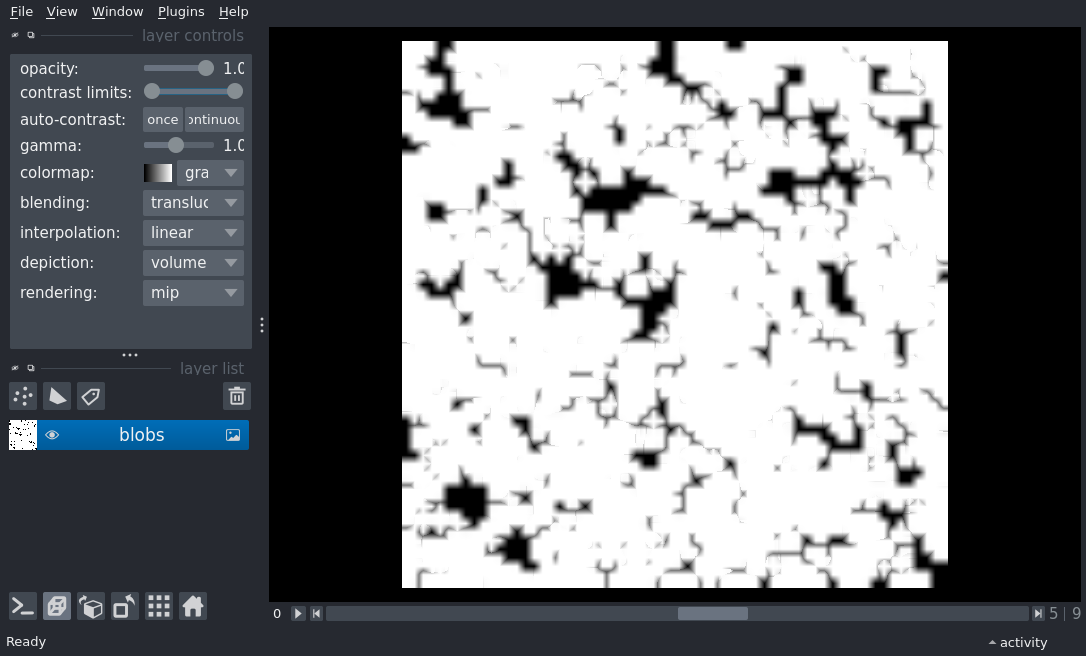 File View Window Plugins Help
layer controls
opacity: 1.0
contrast limits:
auto-contrast: once ontinuou
gamma: 1.0
colormap: gra
blending: transluc
interpolation: linear
depiction: volume
rendering: mip
layer list
blobs
0 5 | 9
Ready activity